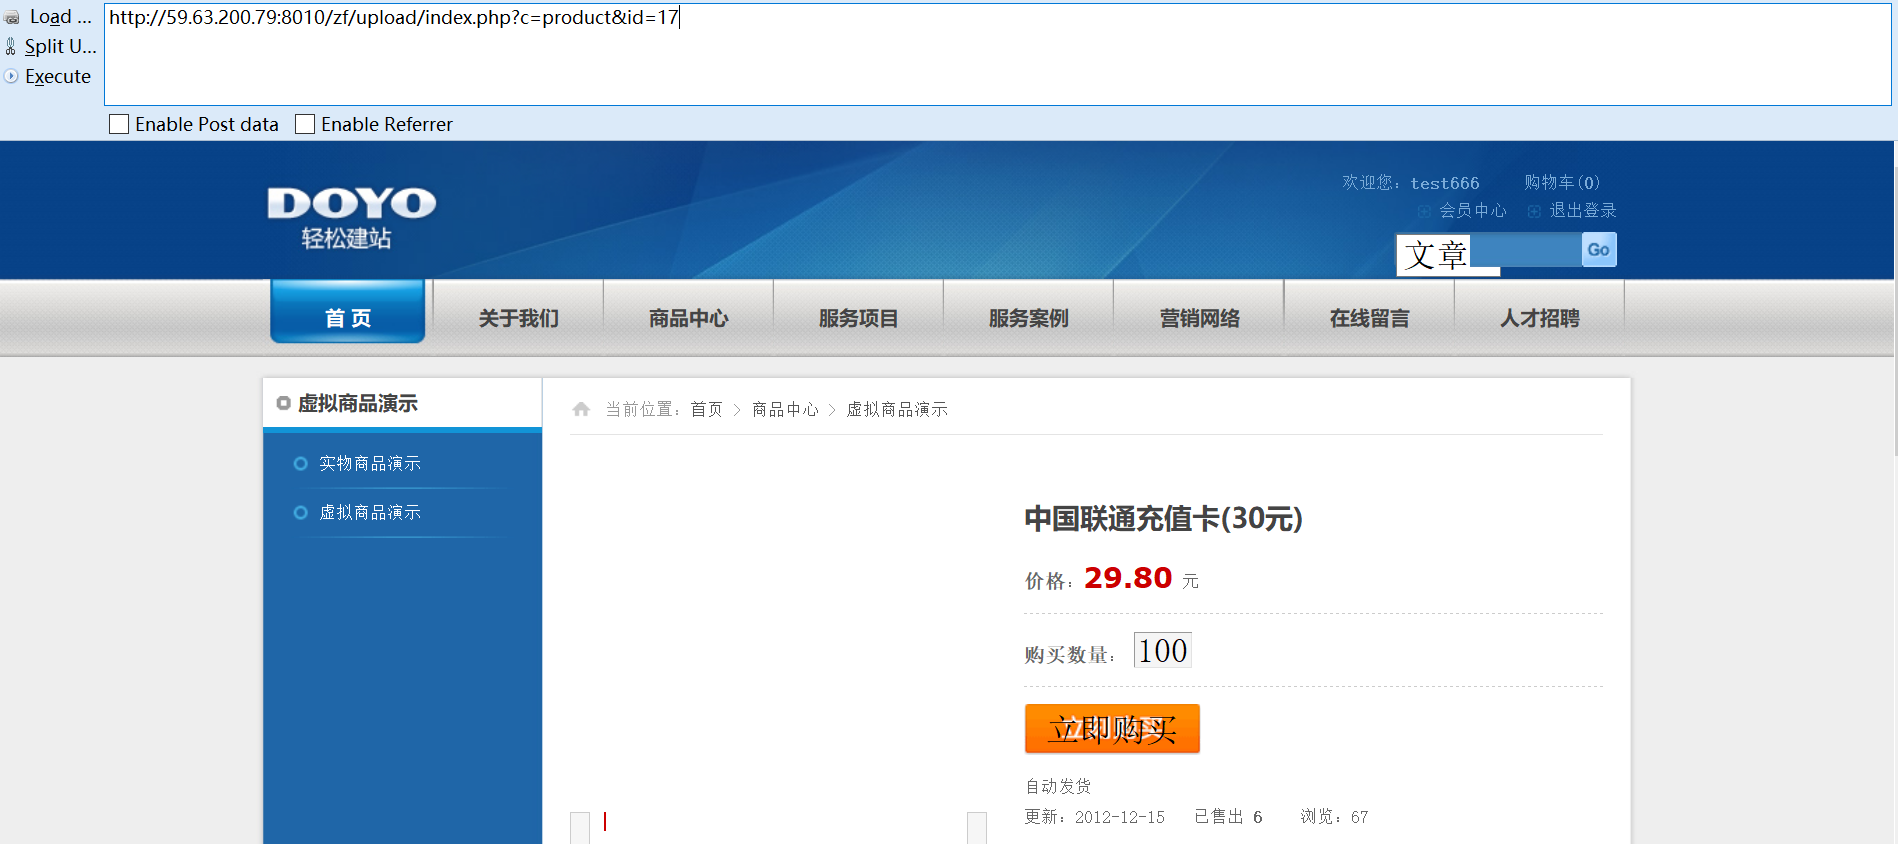 Load ...
http://59.63.200.79:8010/zf/upload/index.php?c=product&id=17
Split U...
Execute
Enable Post data
Enable Referrer
DOYO
轻松建站
欢迎您：test666 购物车(0)
会员中心 退出登录
文章 Go
首 页 关于我们 商品中心 服务项目 服务案例 营销网络 在线留言 人才招聘
虚拟商品演示
实物商品演示
虚拟商品演示
当前位置：首页 > 商品中心 > 虚拟商品演示
中国联通充值卡(30元)
价格：29.80 元
购买数量：100
立即购买
自动发货
更新：2012-12-15 已售出 6 浏览：67